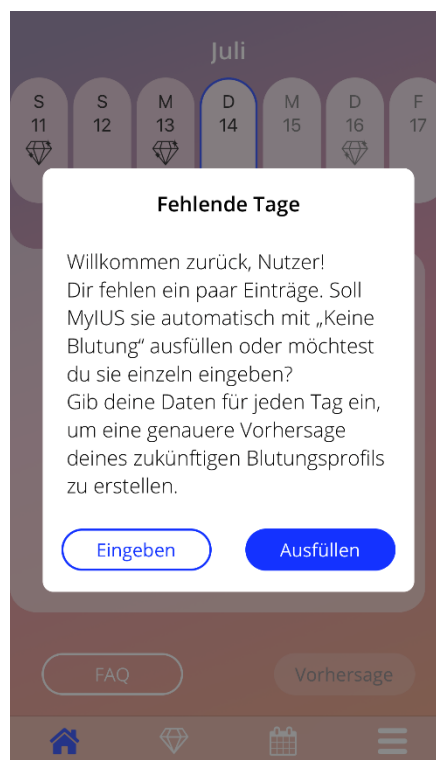 Juli
S S M D M D F
11 12 13 14 15 16 17
Fehlende Tage
Willkommen zurück, Nutzer!
Dir fehlen ein paar Einträge. Soll
MyIUS sie automatisch mit „Keine
Blutung“ ausfüllen oder möchtest
du sie einzeln eingeben?
Gib deine Daten für jeden Tag ein,
um eine genauere Vorhersage
deines zukünftigen Blutungsprofils
zu erstellen.
Eingeben Ausfüllen
FAQ Vorhersage